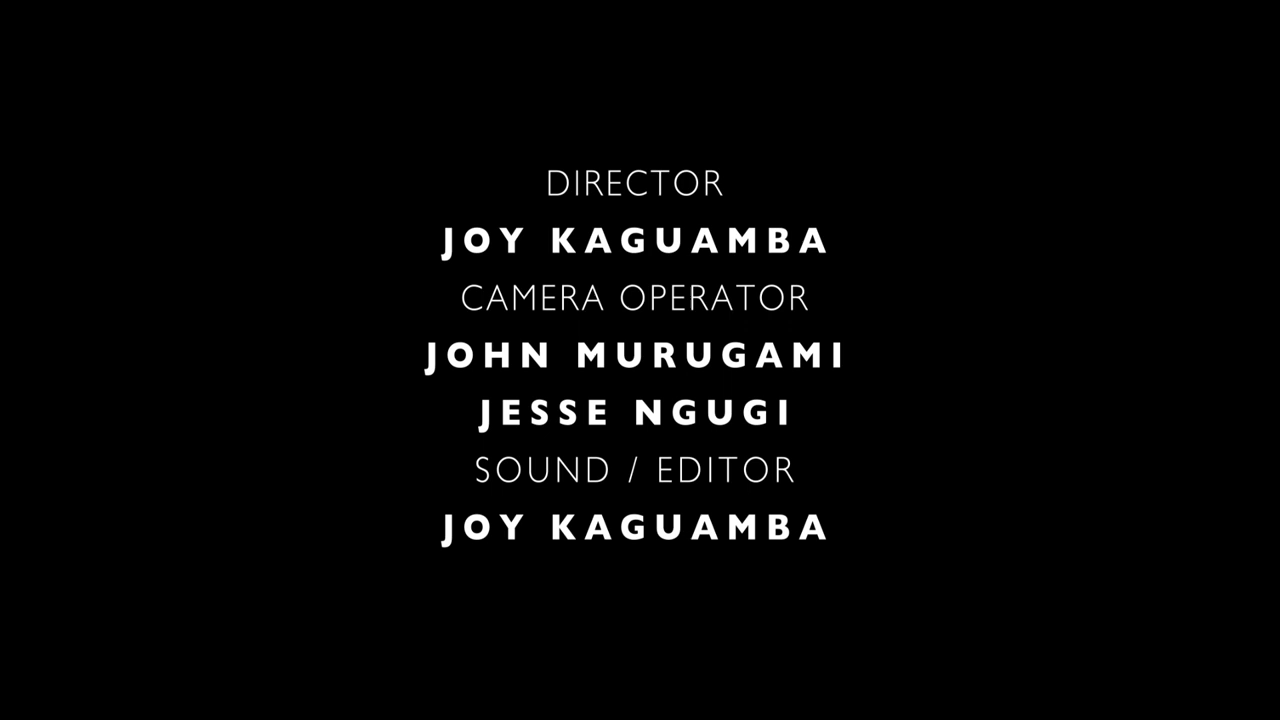 DIRECTOR
JOY KAGUAMBA
CAMERA OPERATOR
JOHN MURUGAMI
JESSE NGUGI
SOUND / EDITOR
JOY KAGUAMBA